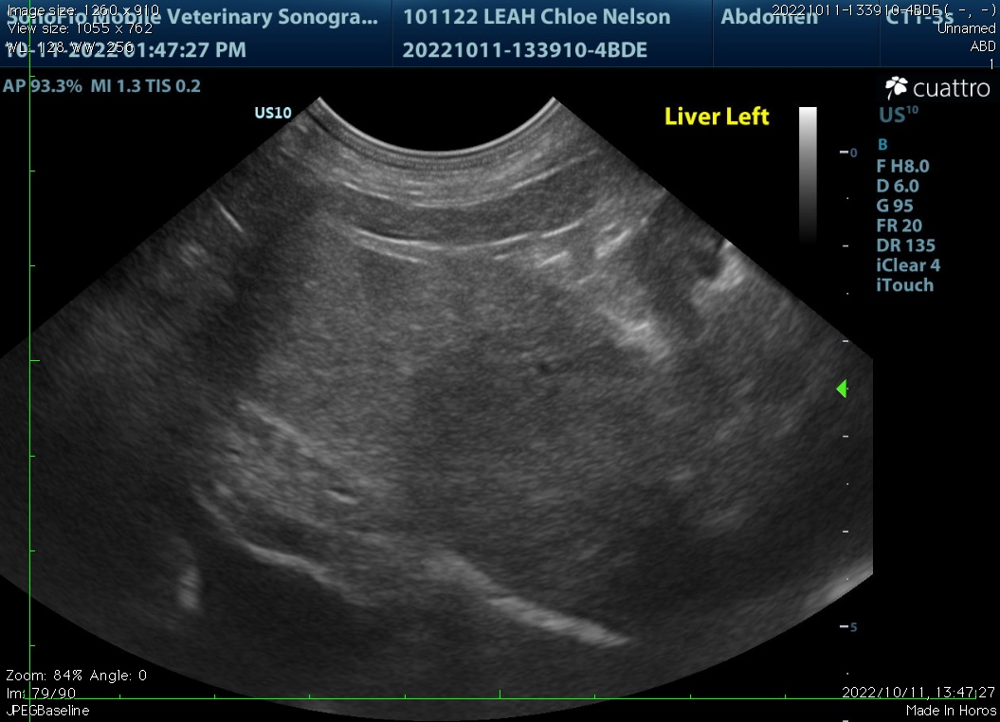 Image size: 1260 x 910
View size: 1055 x 762
WL: 128 WW: 256
Mobile Veterinary Sonogra...
10-11-2022 01:47:27 PM
101122 LEAH Chloe Nelson
20221011-133910-4BDE
Abdomen
20221011-133910-4BDE ( -, -)
Unnamed
ABD
1
AP 93.3% MI 1.3 TIS 0.2
US10
Liver Left
cuattro
US10
B
F H8.0
D 6.0
G 95
FR 20
DR 135
iClear 4
iTouch
0
5
Zoom: 84% Angle: 0
Im: 79/90
JPEGBaseline
2022/10/11, 13:47:27
Made In Horos